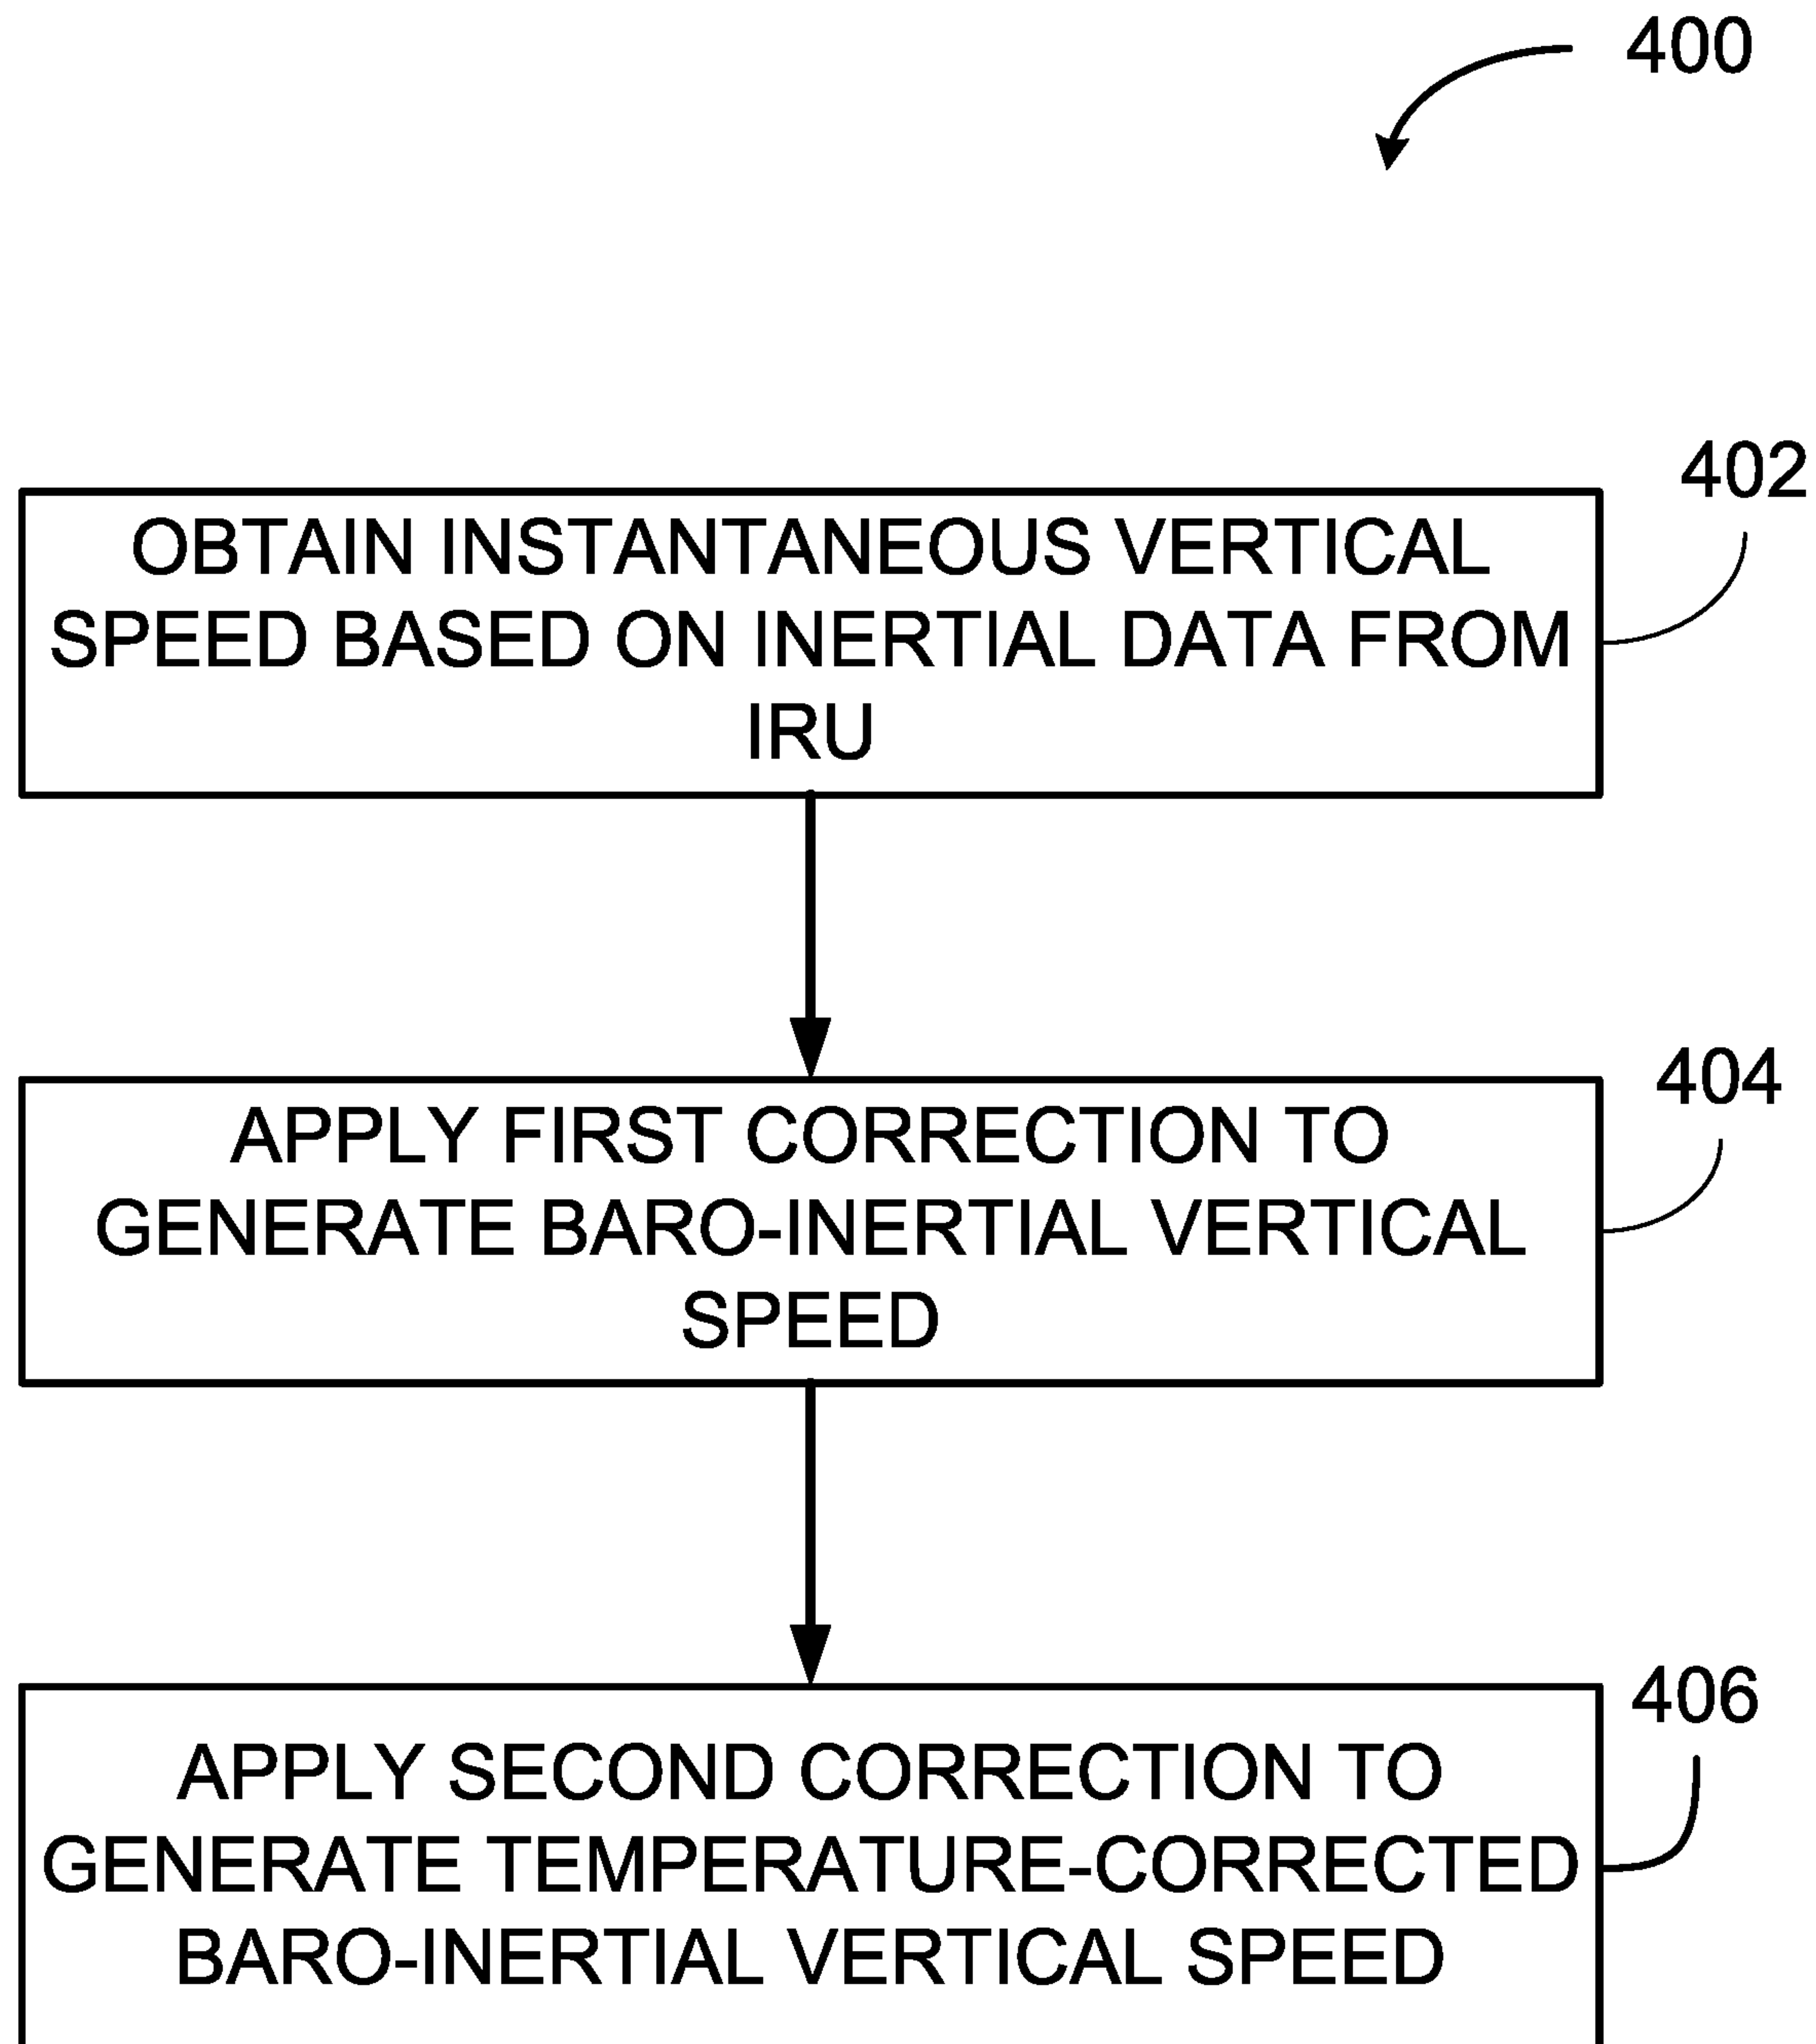 400
402
OBTAIN INSTANTANEOUS VERTICAL
SPEED BASED ON INERTIAL DATA FROM
IRU
404
APPLY FIRST CORRECTION TO
GENERATE BARO-INERTIAL VERTICAL
SPEED
406
APPLY SECOND CORRECTION TO
GENERATE TEMPERATURE-CORRECTED
BARO-INERTIAL VERTICAL SPEED